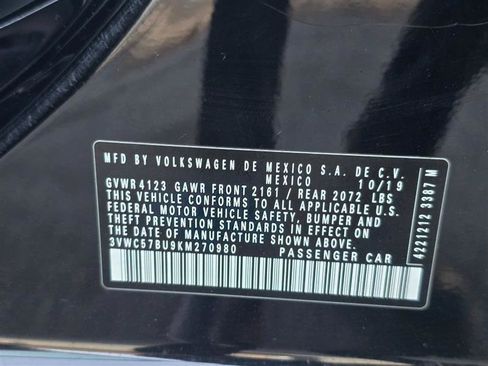 MFD BY VOLKSWAGEN DE MEXICO S.A. DE C.V.
MEXICO 10/19
GVWR 4123 GAWR FRONT 2161 / REAR 2072 LBS
THIS VEHICLE CONFORMS TO ALL APPLICABLE U.S.
FEDERAL MOTOR VEHICLE SAFETY, BUMPER AND
THEFT PREVENTION STANDARDS IN EFFECT ON
THE DATE OF MANUFACTURE SHOWN ABOVE.
3VWC57BU9KM270980 PASSENGER CAR
4221212 3387 M